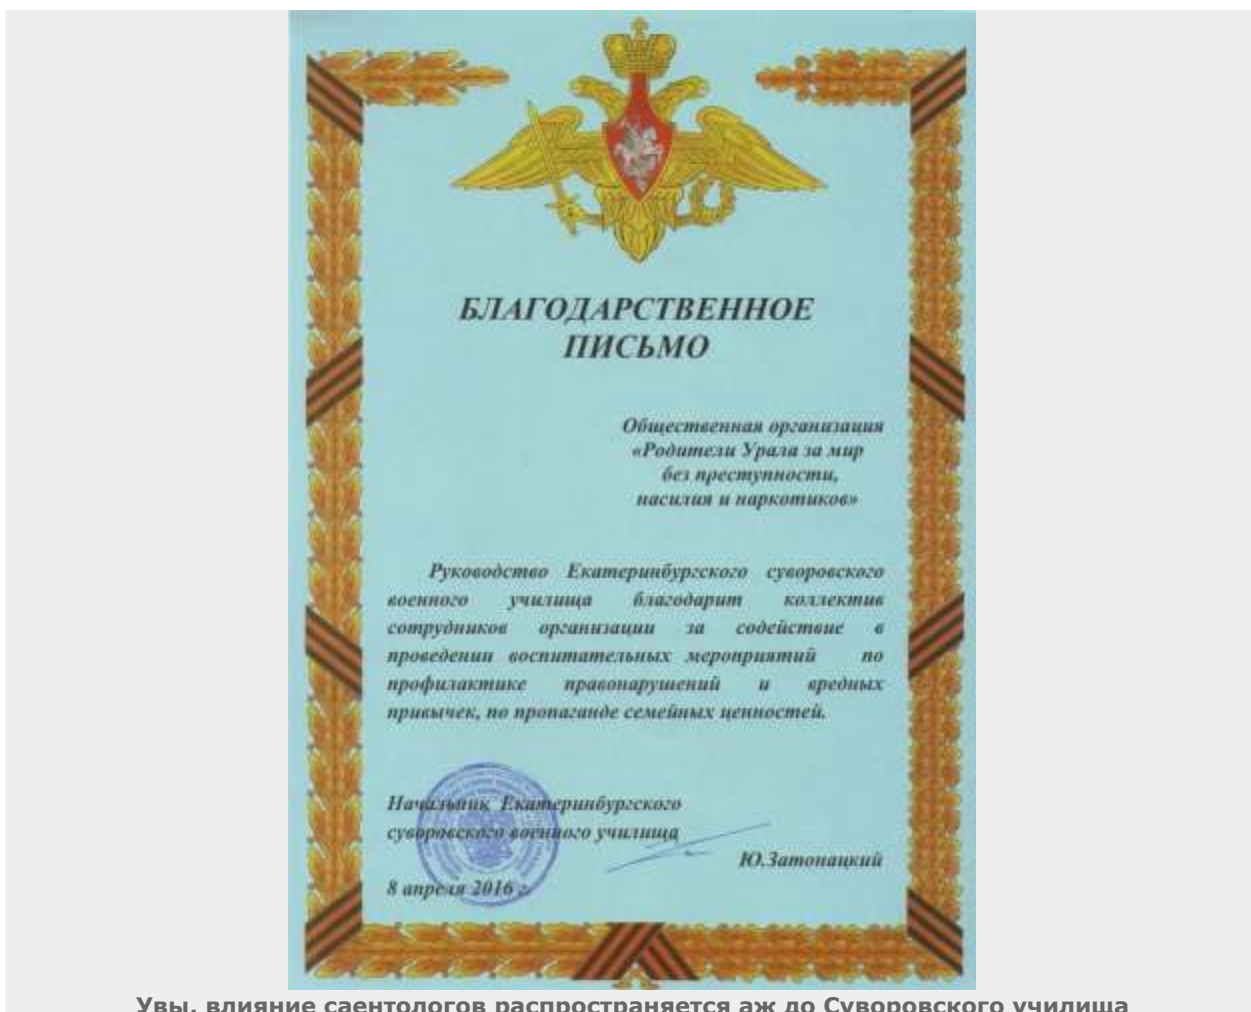 БЛАГОДАРСТВЕННОЕ
ПИСЬМО
Общественная организация
«Родители Урала за мир
без преступности,
насилия и наркотиков»
Руководство Екатеринбургского суворовского
военного училища благодарит коллектив
сотрудников организации за содействие в
проведении воспитательных мероприятий по
профилактике правонарушений и вредных
привычек, по пропаганде семейных ценностей.
Начальник Екатеринбургского
суворовского военного училища
Ю.Затонацкий
8 апреля 2016 г.
Увы, влияние саентологов распространяется аж до Суворовского училища